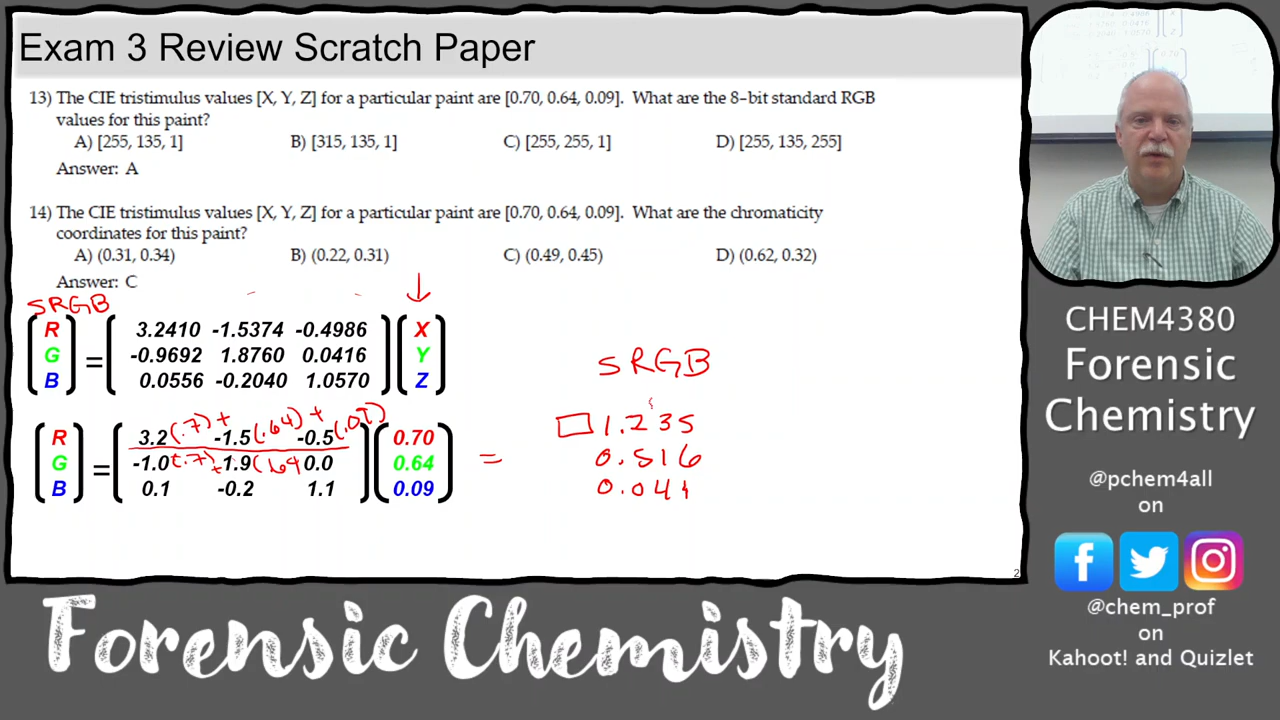 Exam 3 Review Scratch Paper
13) The CIE tristimulus values [X, Y, Z] for a particular paint are [0.70, 0.64, 0.09]. What are the 8-bit standard RGB
values for this paint?
A) [255, 135, 1] B) [315, 135, 1] C) [255, 255, 1] D) [255, 135, 255]
Answer: A
14) The CIE tristimulus values [X, Y, Z] for a particular paint are [0.70, 0.64, 0.09]. What are the chromaticity
coordinates for this paint?
A) (0.31, 0.34) B) (0.22, 0.31) C) (0.49, 0.45) D) (0.62, 0.32)
Answer: C
SRGB
R = 3.2410 -1.5374 -0.4986 X
G -0.9692 1.8760 0.0416 Y
B 0.0556 -0.2040 1.0570 Z
R = 3.2 (.7) + -1.5 (.64) + -0.5 0.70
G -1.0 (.7) + 1.9 (.64 0.0 0.64
B 0.1 -0.2 1.1 0.09
=
SRGB
1.235
0.516
0.041
2
CHEM4380
Forensic
Chemistry
@pchem4all
on
f
@chem_prof
on
Kahoot! and Quizlet
Forensic Chemistry